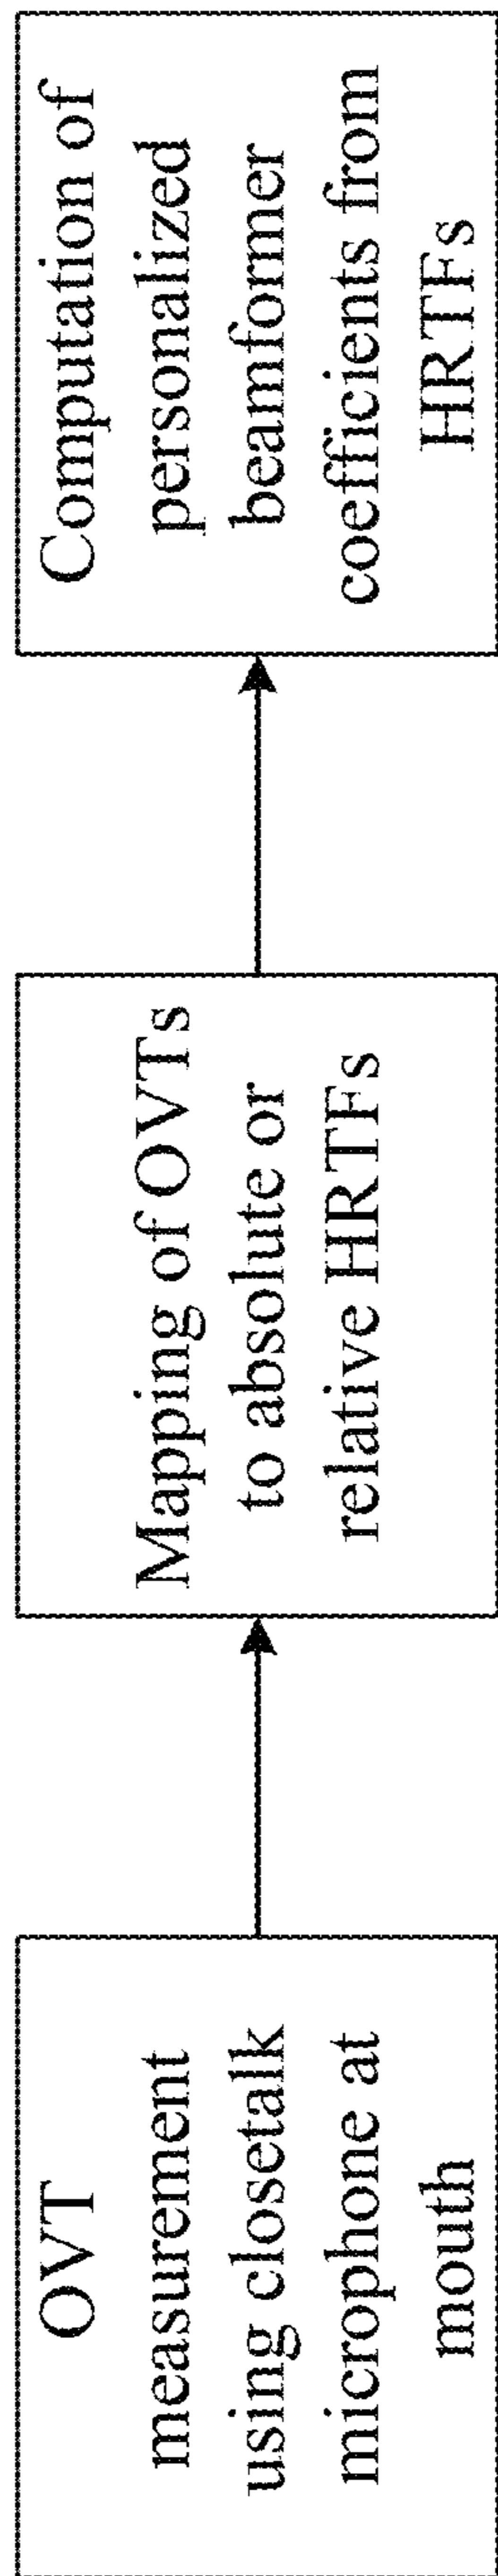 OVT
measurement
using closetalk
microphone at
mouth
Mapping of OVTs
to absolute or
relative HRTFs
Computation of
personalized
beamformer
coefficients from
HRTFs